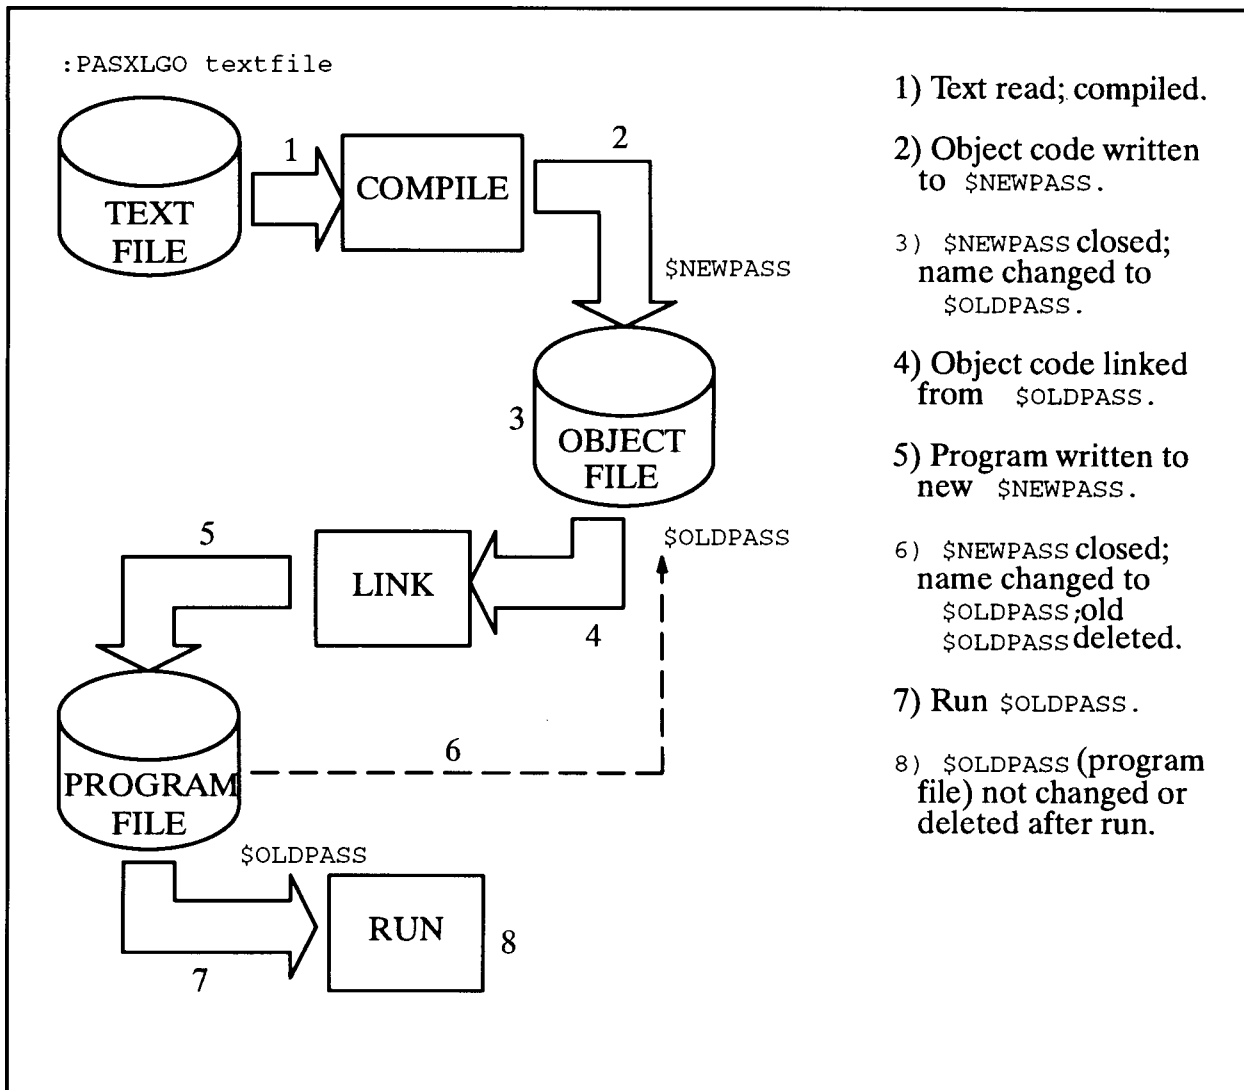 :PASXLGO textfile
1
2
TEXT
FILE
COMPILE
$NEWPASS
3
OBJECT
FILE
$OLDPASS
5
LINK
4
PROGRAM
FILE
6
$OLDPASS
RUN
8
7
1) Text read; compiled.
2) Object code written
to $NEWPASS.
3) $NEWPASS closed;
name changed to
$OLDPASS.
4) Object code linked
from $OLDPASS.
5) Program written to
new $NEWPASS.
6) $NEWPASS closed;
name changed to
$OLDPASS;old
$OLDPASS deleted.
7) Run $OLDPASS.
8) $OLDPASS (program
file) not changed or
deleted after run.